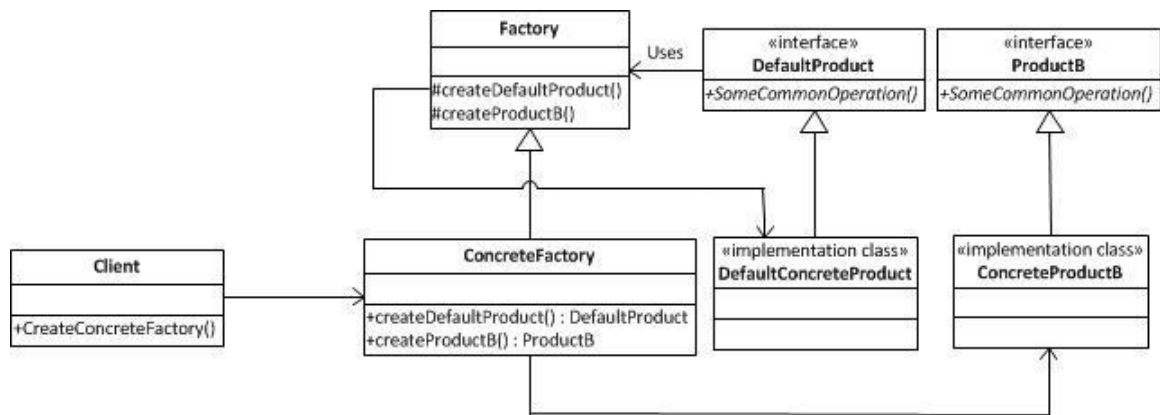 Factory
#createDefaultProduct()
#createProductB()
Uses
«interface»
DefaultProduct
+SomeCommonOperation()
«interface»
ProductB
+SomeCommonOperation()
Client
+CreateConcreteFactory()
ConcreteFactory
+createDefaultProduct() : DefaultProduct
+createProductB() : ProductB
«implementation class»
DefaultConcreteProduct
«implementation class»
ConcreteProductB